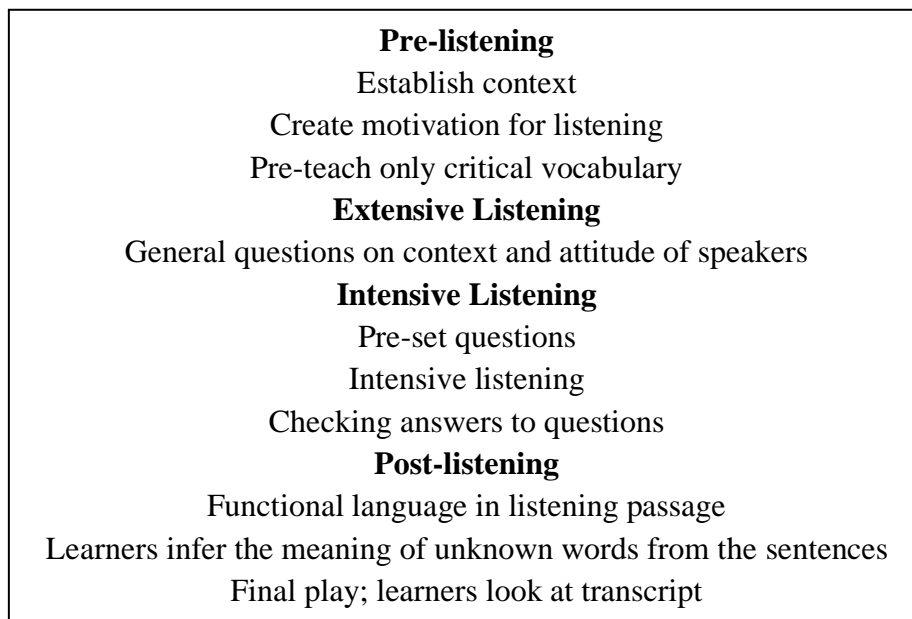 Pre-listening
Establish context
Create motivation for listening
Pre-teach only critical vocabulary
Extensive Listening
General questions on context and attitude of speakers
Intensive Listening
Pre-set questions
Intensive listening
Checking answers to questions
Post-listening
Functional language in listening passage
Learners infer the meaning of unknown words from the sentences
Final play; learners look at transcript